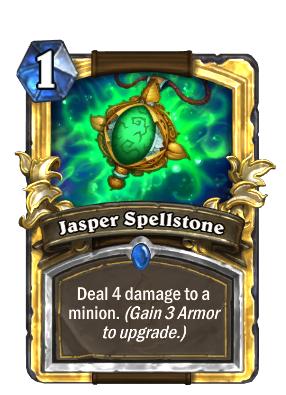 1
Jasper Spellstone
Deal 4 damage to a
minion. (Gain 3 Armor
to upgrade.)